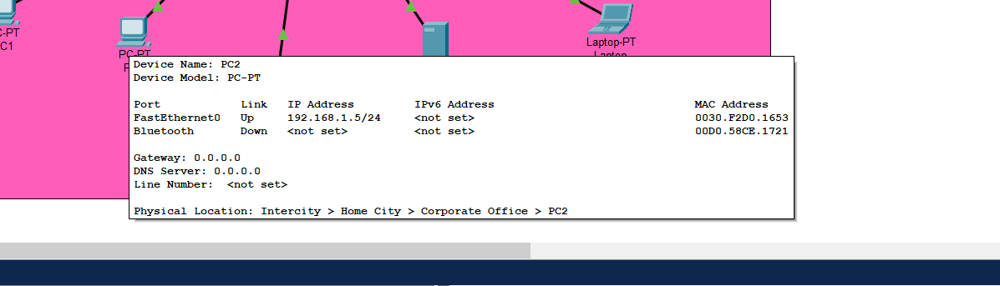 C-PT
C1
PC-PT
P
Laptop-PT
Laptop
Device Name: PC2
Device Model: PC-PT
Port Link IP Address IPv6 Address MAC Address
FastEthernet0 Up 192.168.1.5/24 <not set> 0030.F2D0.1653
Bluetooth Down <not set> <not set> 00D0.58CE.1721
Gateway: 0.0.0.0
DNS Server: 0.0.0.0
Line Number: <not set>
Physical Location: Intercity > Home City > Corporate Office > PC2